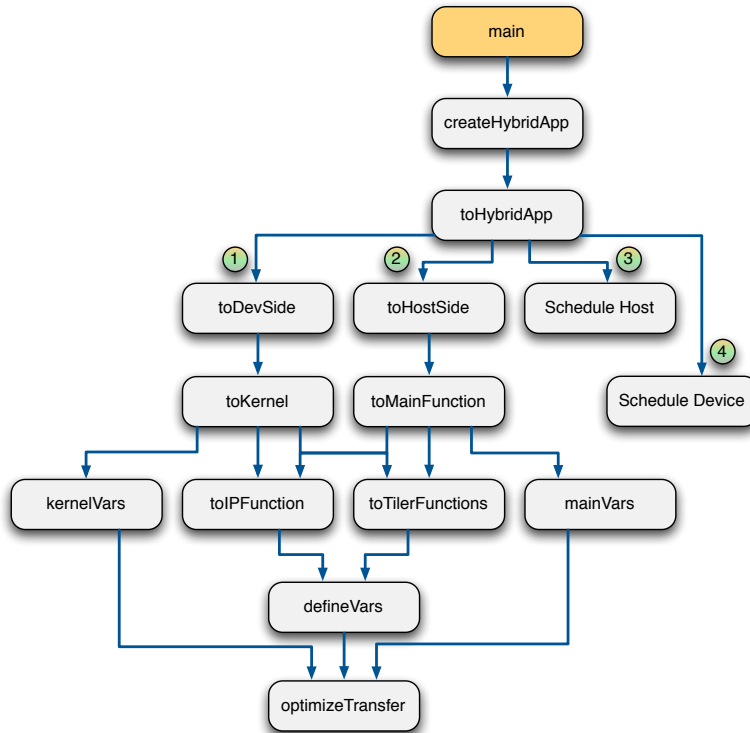 main
createHybridApp
toHybridApp
1
2
3
toDevSide
toHostSide
Schedule Host
4
toKernel
toMainFunction
Schedule Device
kernelVars
toIPFunction
toTilerFunctions
mainVars
defineVars
optimizeTransfer